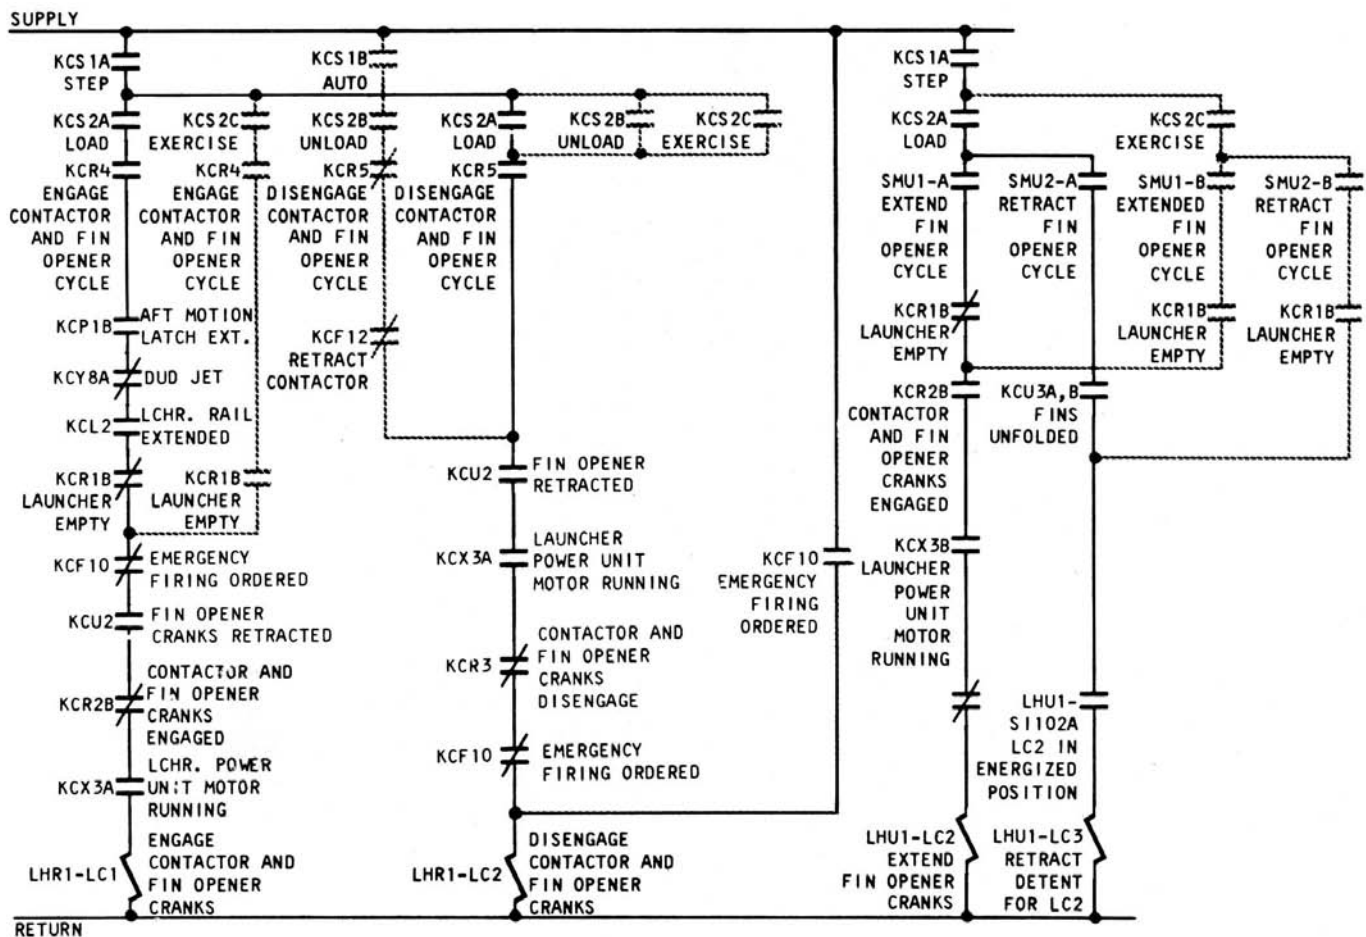 SUPPLY
KCS1A
STEP
KCS2A
LOAD
KCR4
ENGAGE
CONTACTOR
AND FIN
OPENER
CYCLE
KCP1B
AFT MOTION
LATCH EXT.
KCY8A
DUD JET
KCL2
LCHR. RAIL
EXTENDED
KCR1B
LAUNCHER
EMPTY
KCF10
EMERGENCY
FIRING ORDERED
KCU2
FIN OPENER
CRANKS RETRACTED
KCR2B
CONTACTOR AND
FIN OPENER
CRANKS
ENGAGED
KCX3A
LCHR. POWER
UNIT MOTOR
RUNNING
LHR1-LC1
ENGAGE
CONTACTOR AND
FIN OPENER
CRANKS
KCS2C
EXERCISE
KCR4
ENGAGE
CONTACTOR
AND FIN
OPENER
CYCLE
KCR1B
LAUNCHER
EMPTY
KCS1B
AUTO
KCS2B
UNLOAD
KCR5
DISENGAGE
CONTACTOR
AND FIN
OPENER
CYCLE
KCF12
RETRACT
CONTACTOR
KCS2A
LOAD
KCR5
DISENGAGE
CONTACTOR
AND FIN
OPENER
CYCLE
KCS2B
UNLOAD
KCS2C
EXERCISE
KCU2
FIN OPENER
RETRACTED
KCX3A
LAUNCHER
POWER UNIT
MOTOR RUNNING
KCR3
CONTACTOR AND
FIN OPENER
CRANKS
DISENGAGE
KCF10
EMERGENCY
FIRING ORDERED
LHR1-LC2
DISENGAGE
CONTACTOR AND
FIN OPENER
CRANKS
KCF10
EMERGENCY
FIRING
ORDERED
KCS1A
STEP
KCS2A
LOAD
SMU1-A
EXTEND
FIN
OPENER
CYCLE
KCR1B
LAUNCHER
EMPTY
KCR2B
CONTACTOR
AND FIN
OPENER
CRANKS
ENGAGED
KCX3B
LAUNCHER
POWER
UNIT
MOTOR
RUNNING
LHU1-LC2
EXTEND
FIN OPENER
CRANKS
SMU2-A
RETRACT
FIN
OPENER
CYCLE
KCU3A,B
FINS
UNFOLDED
LHU1-
SI102A
LC2 IN
ENERGIZED
POSITION
LHU1-LC3
RETRACT
DETENT
FOR LC2
KCS2C
EXERCISE
SMU1-B
EXTENDED
FIN
OPENER
CYCLE
KCR1B
LAUNCHER
EMPTY
SMU2-B
RETRACT
FIN
OPENER
CYCLE
KCR1B
LAUNCHER
EMPTY
RETURN